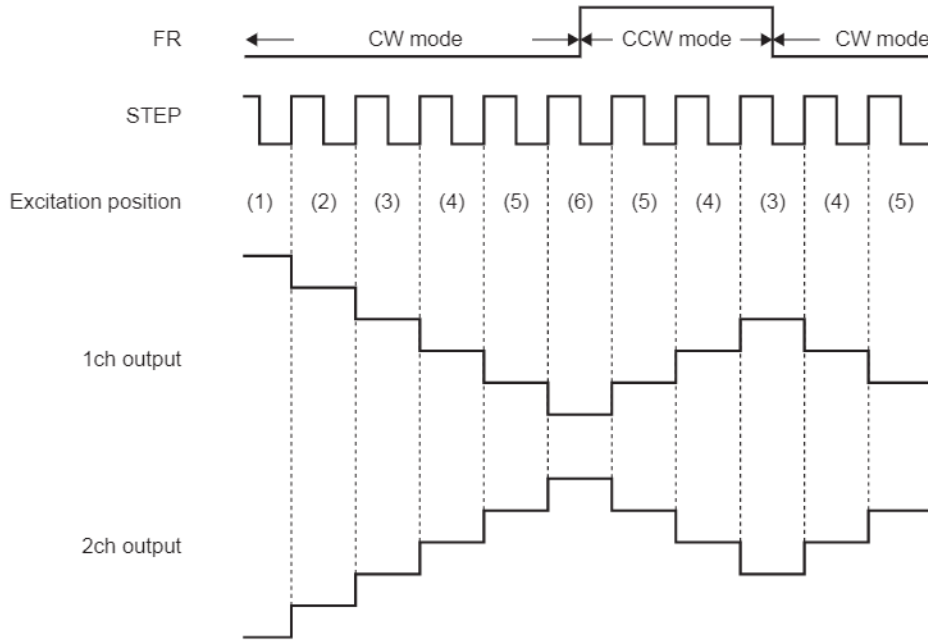 FR CW mode CCW mode CW mode
STEP
Excitation position (1) (2) (3) (4) (5) (6) (5) (4) (3) (4) (5)
1ch output
2ch output